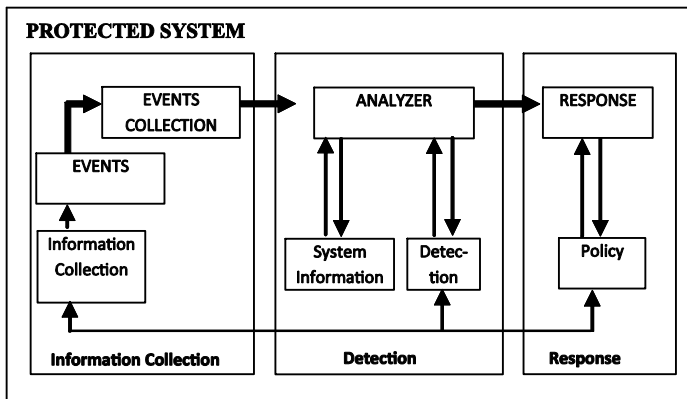 PROTECTED SYSTEM
EVENTS
COLLECTION
EVENTS
Information
Collection
Information Collection
ANALYZER
System
Information
Detec-
tion
Detection
RESPONSE
Policy
Response